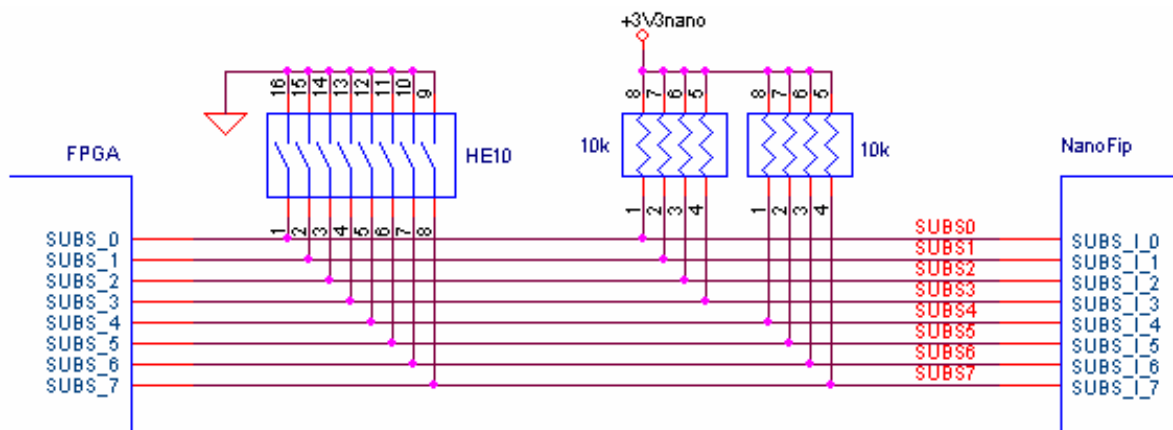 +3V3nano
16 15 14 13 12 11 10 9
8 7 6 5
8 7 6 5
FPGA
HE10
10k
10k
NanoFip
1 2 3 4 5 6 7 8
1 2 3 4
1 2 3 4
SUBS_0 SUBS0 SUBS_I_0
SUBS_1 SUBS1 SUBS_I_1
SUBS_2 SUBS2 SUBS_I_2
SUBS_3 SUBS3 SUBS_I_3
SUBS_4 SUBS4 SUBS_I_4
SUBS_5 SUBS5 SUBS_I_5
SUBS_6 SUBS6 SUBS_I_6
SUBS_7 SUBS7 SUBS_I_7